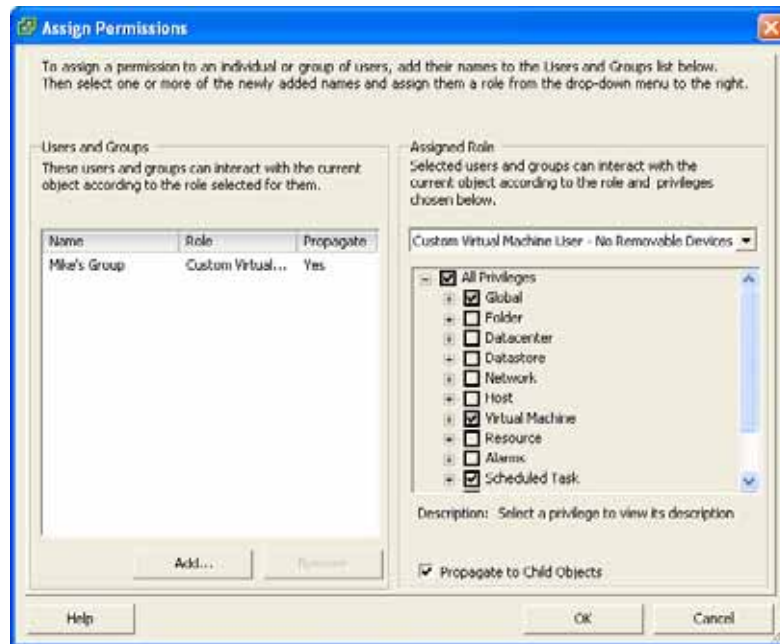 Assign Permissions
To assign a permission to an individual or group of users, add their names to the Users and Groups list below.
Then select one or more of the newly added names and assign them a role from the drop-down menu to the right.
Users and Groups
These users and groups can interact with the current
object according to the role selected for them.
Name Role Propagate
Mike's Group Custom Virtual... Yes
Add... Remove
Assigned Role
Selected users and groups can interact with the
current object according to the role and privileges
chosen below.
Custom Virtual Machine User - No Removable Devices
All Privileges
Global
Folder
Datacenter
Datastore
Network
Host
Virtual Machine
Resource
Alarms
Scheduled Task
Description: Select a privilege to view its description
Propagate to Child Objects
Help OK Cancel